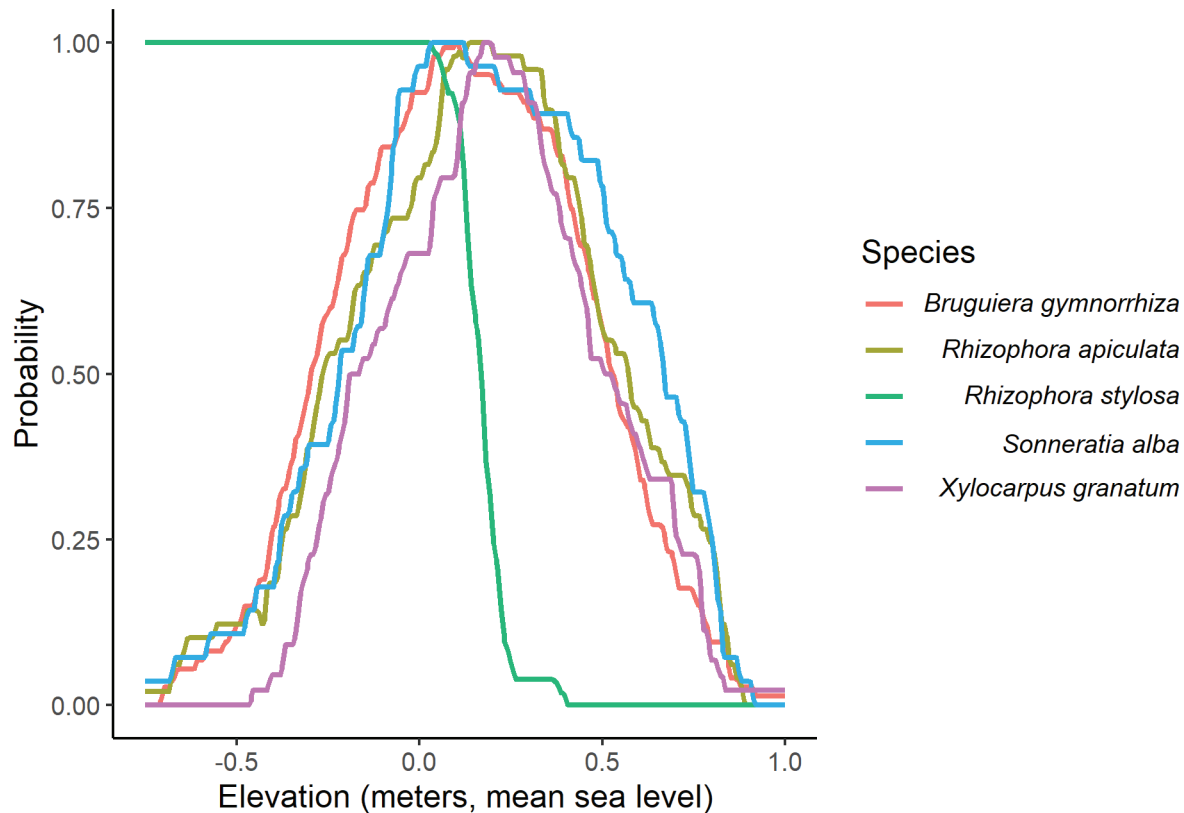 1.00
0.75
0.50
0.25
0.00
Probability
-0.5
0.0
0.5
1.0
Elevation (meters, mean sea level)
Species
Bruguiera gymnorrhiza
Rhizophora apiculata
Rhizophora stylosa
Sonneratia alba
Xylocarpus granatum